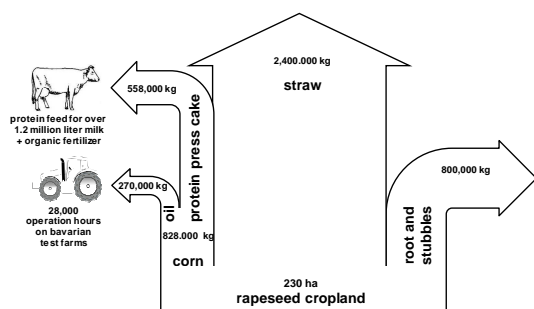 2,400.000 kg
straw
558,000 kg
protein press cake
protein feed for over
1.2 million liter milk
+ organic fertilizer
270,000 kg
oil
28,000
operation hours
on bavarian
test farms
828.000 kg
corn
800,000 kg
root and
stubbles
230 ha
rapeseed cropland